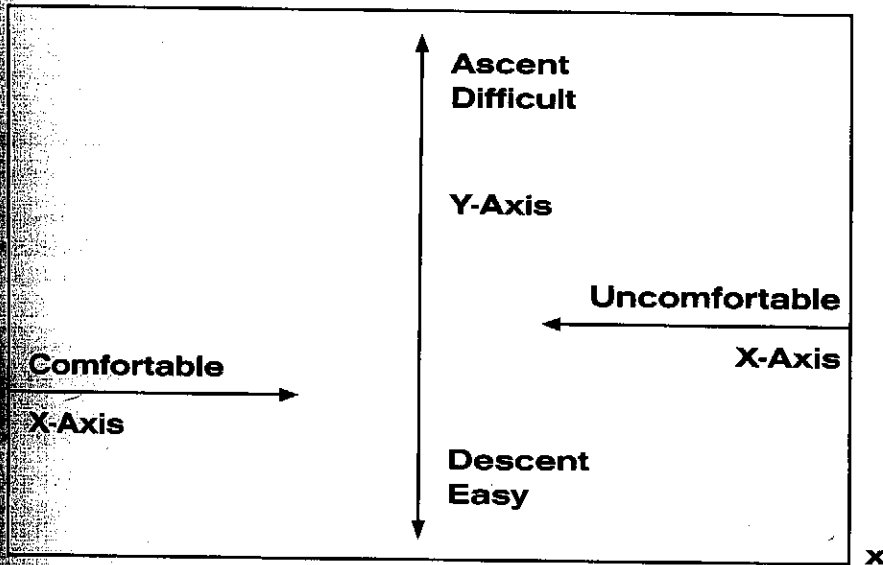 Ascent
Difficult
Y-Axis
Uncomfortable
X-Axis
Comfortable
X-Axis
Descent
Easy
x